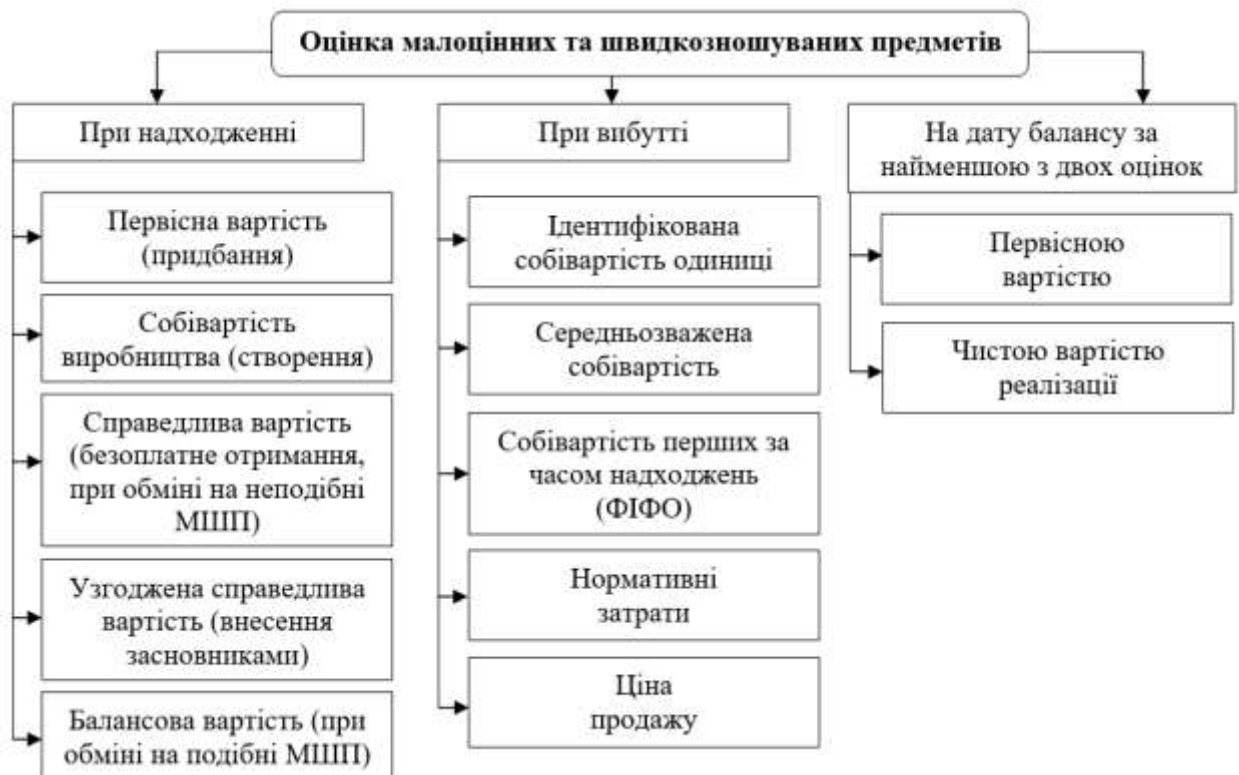 Оцінка малоцінних та швидкозношуваних предметів
При надходженні
Первісна вартість
(придбання)
Собівартість
виробництва (створення)
Справедлива вартість
(безоплатне отримання,
при обміні на неподібні
МШП)
Узгоджена справедлива
вартість (внесення
засновниками)
Балансова вартість (при
обміні на подібні МШП)
При вибутті
Ідентифікована
собівартість одиниці
Середньозважена
собівартість
Собівартість перших за
часом надходжень
(ФІФО)
Нормативні
затрати
Ціна
продажу
На дату балансу за
найменшою з двох оцінок
Первісною
вартістю
Чистою вартістю
реалізації